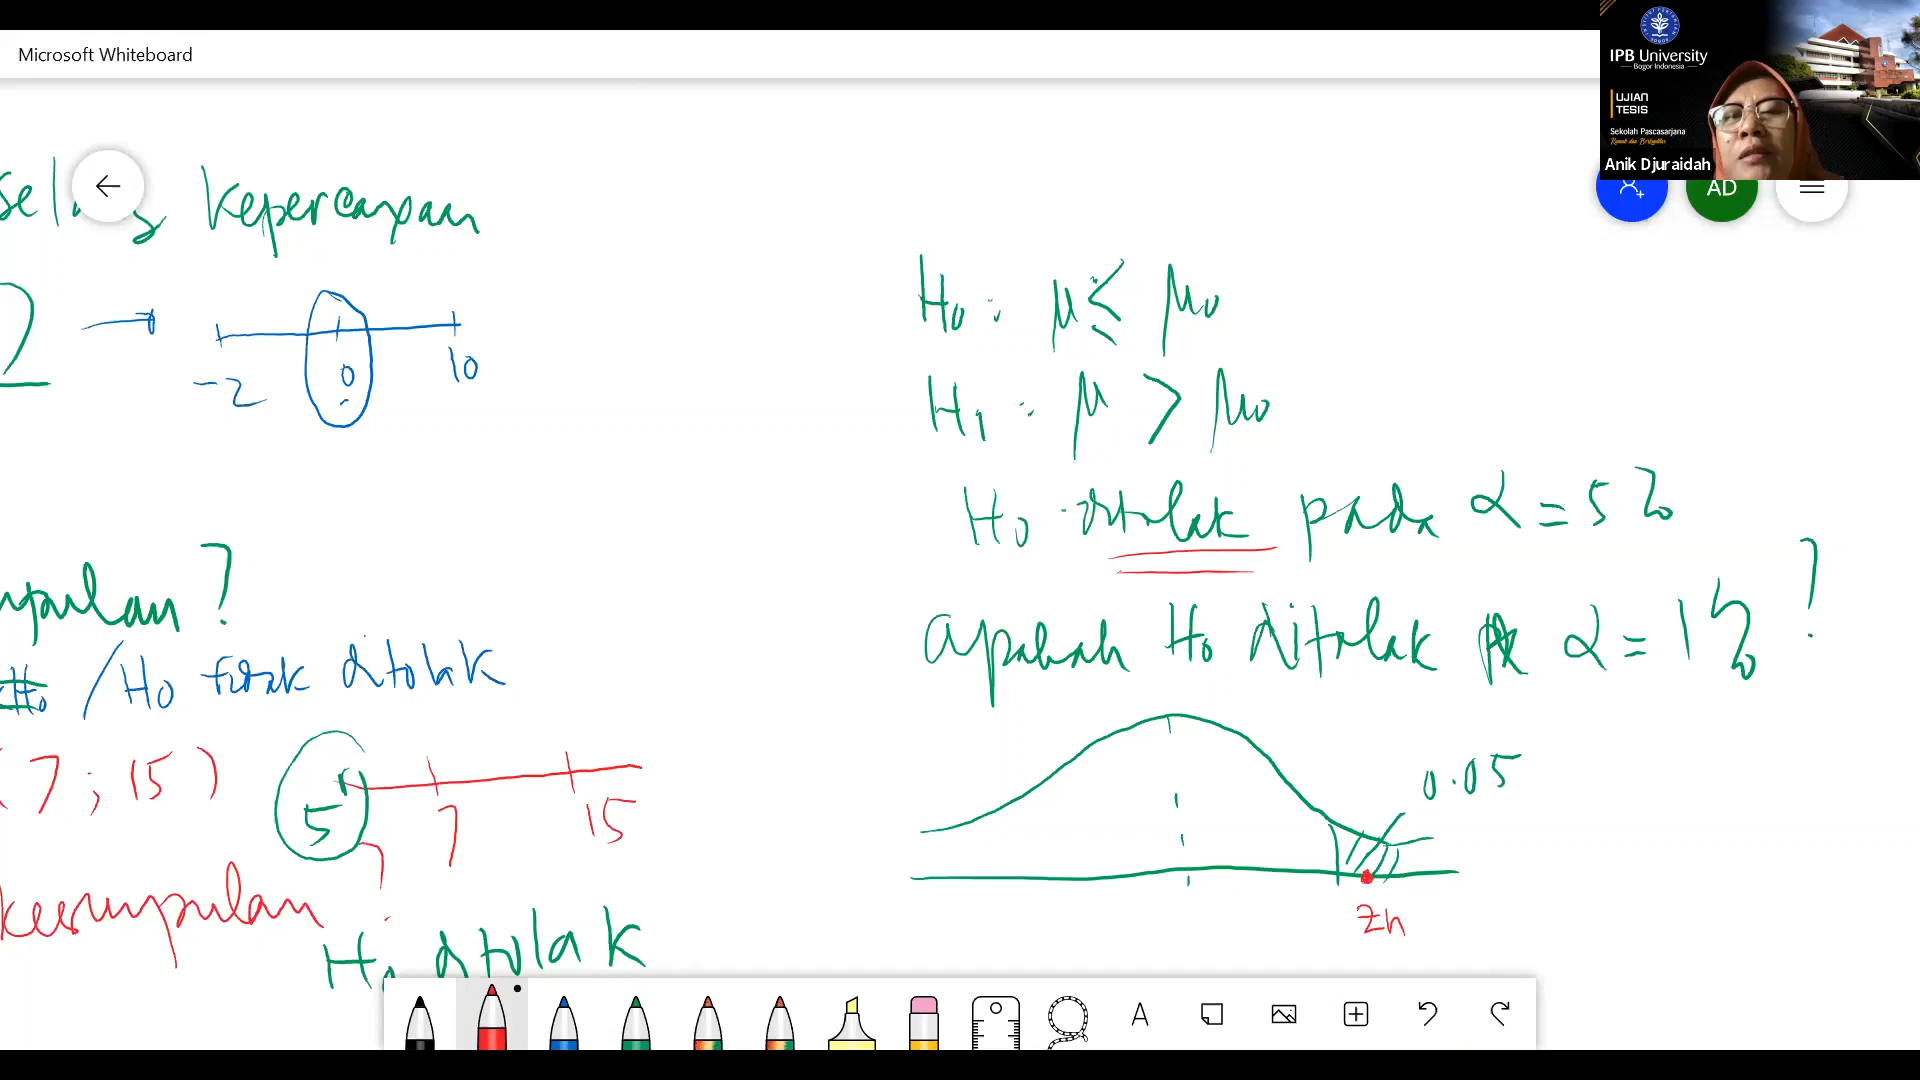 Microsoft Whiteboard
IPB University
Bogor Indonesia
UJIAN
TESIS
Sekolah Pascasarjana
Anik Djuraidah
AD
kepercayaan
-2 0 10
?
H0 / H0 tidak ditolak
7 ; 15 )
5 7 15
kesimpulan
H0 ditolak
H0 : μ ≤ μ0
H1 : μ > μ0
H0 ditolak pada α = 5%
apakah H0 ditolak α = 1% ?
0.05
Zh
A